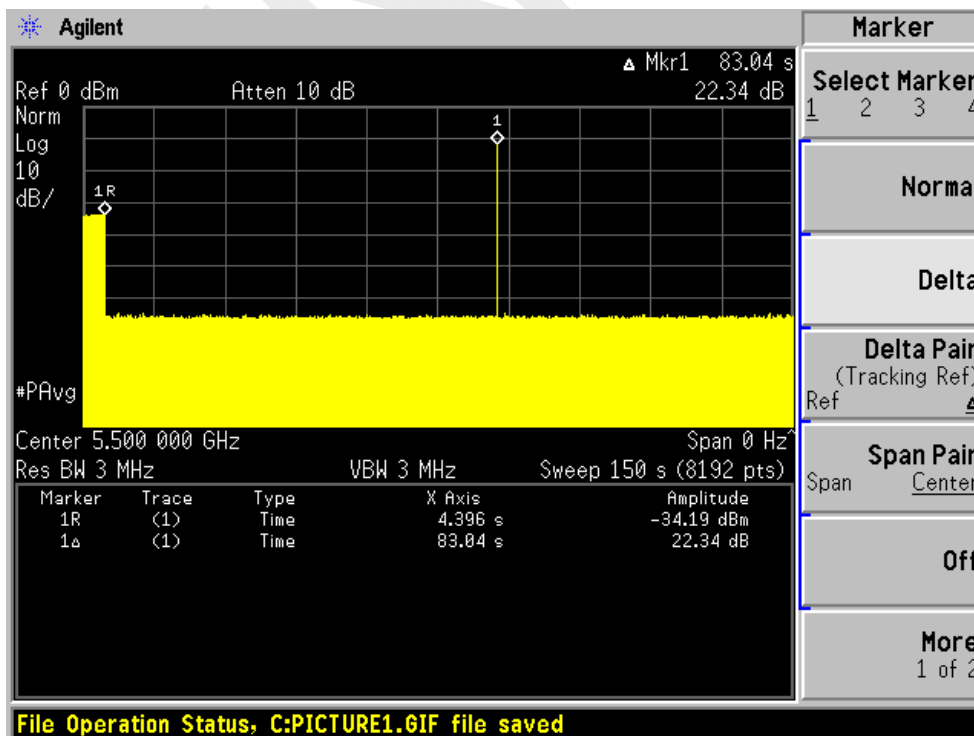 Agilent
Marker
Δ Mkr1 83.04 s
Ref 0 dBm Atten 10 dB 22.34 dB
Norm
Log
10
dB/
1R
1
#PAvg
Center 5.500 000 GHz Span 0 Hz^
Res BW 3 MHz VBW 3 MHz Sweep 150 s (8192 pts)
Marker Trace Type X Axis Amplitude
1R (1) Time 4.396 s -34.19 dBm
1Δ (1) Time 83.04 s 22.34 dB
Select Marker
1 2 3 4
Norma
Delta
Delta Pair
(Tracking Ref)
Ref Δ
Span Pair
Span Center
Off
More
1 of 2
File Operation Status, C:PICTURE1.GIF file saved